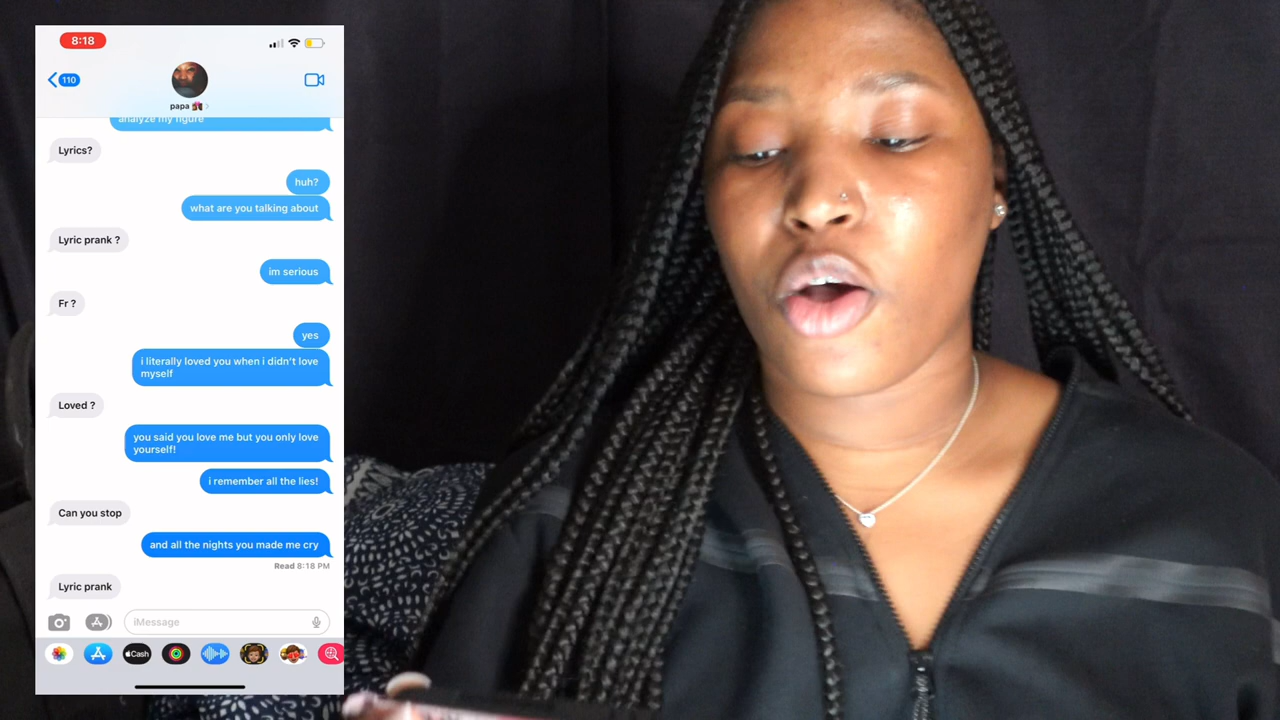 8:18
110
papa
analyze my figure
Lyrics?
huh?
what are you talking about
Lyric prank ?
im serious
Fr ?
yes
i literally loved you when i didn't love
myself
Loved ?
you said you love me but you only love
yourself!
i remember all the lies!
Can you stop
and all the nights you made me cry
Read 8:18 PM
Lyric prank
iMessage
Cash